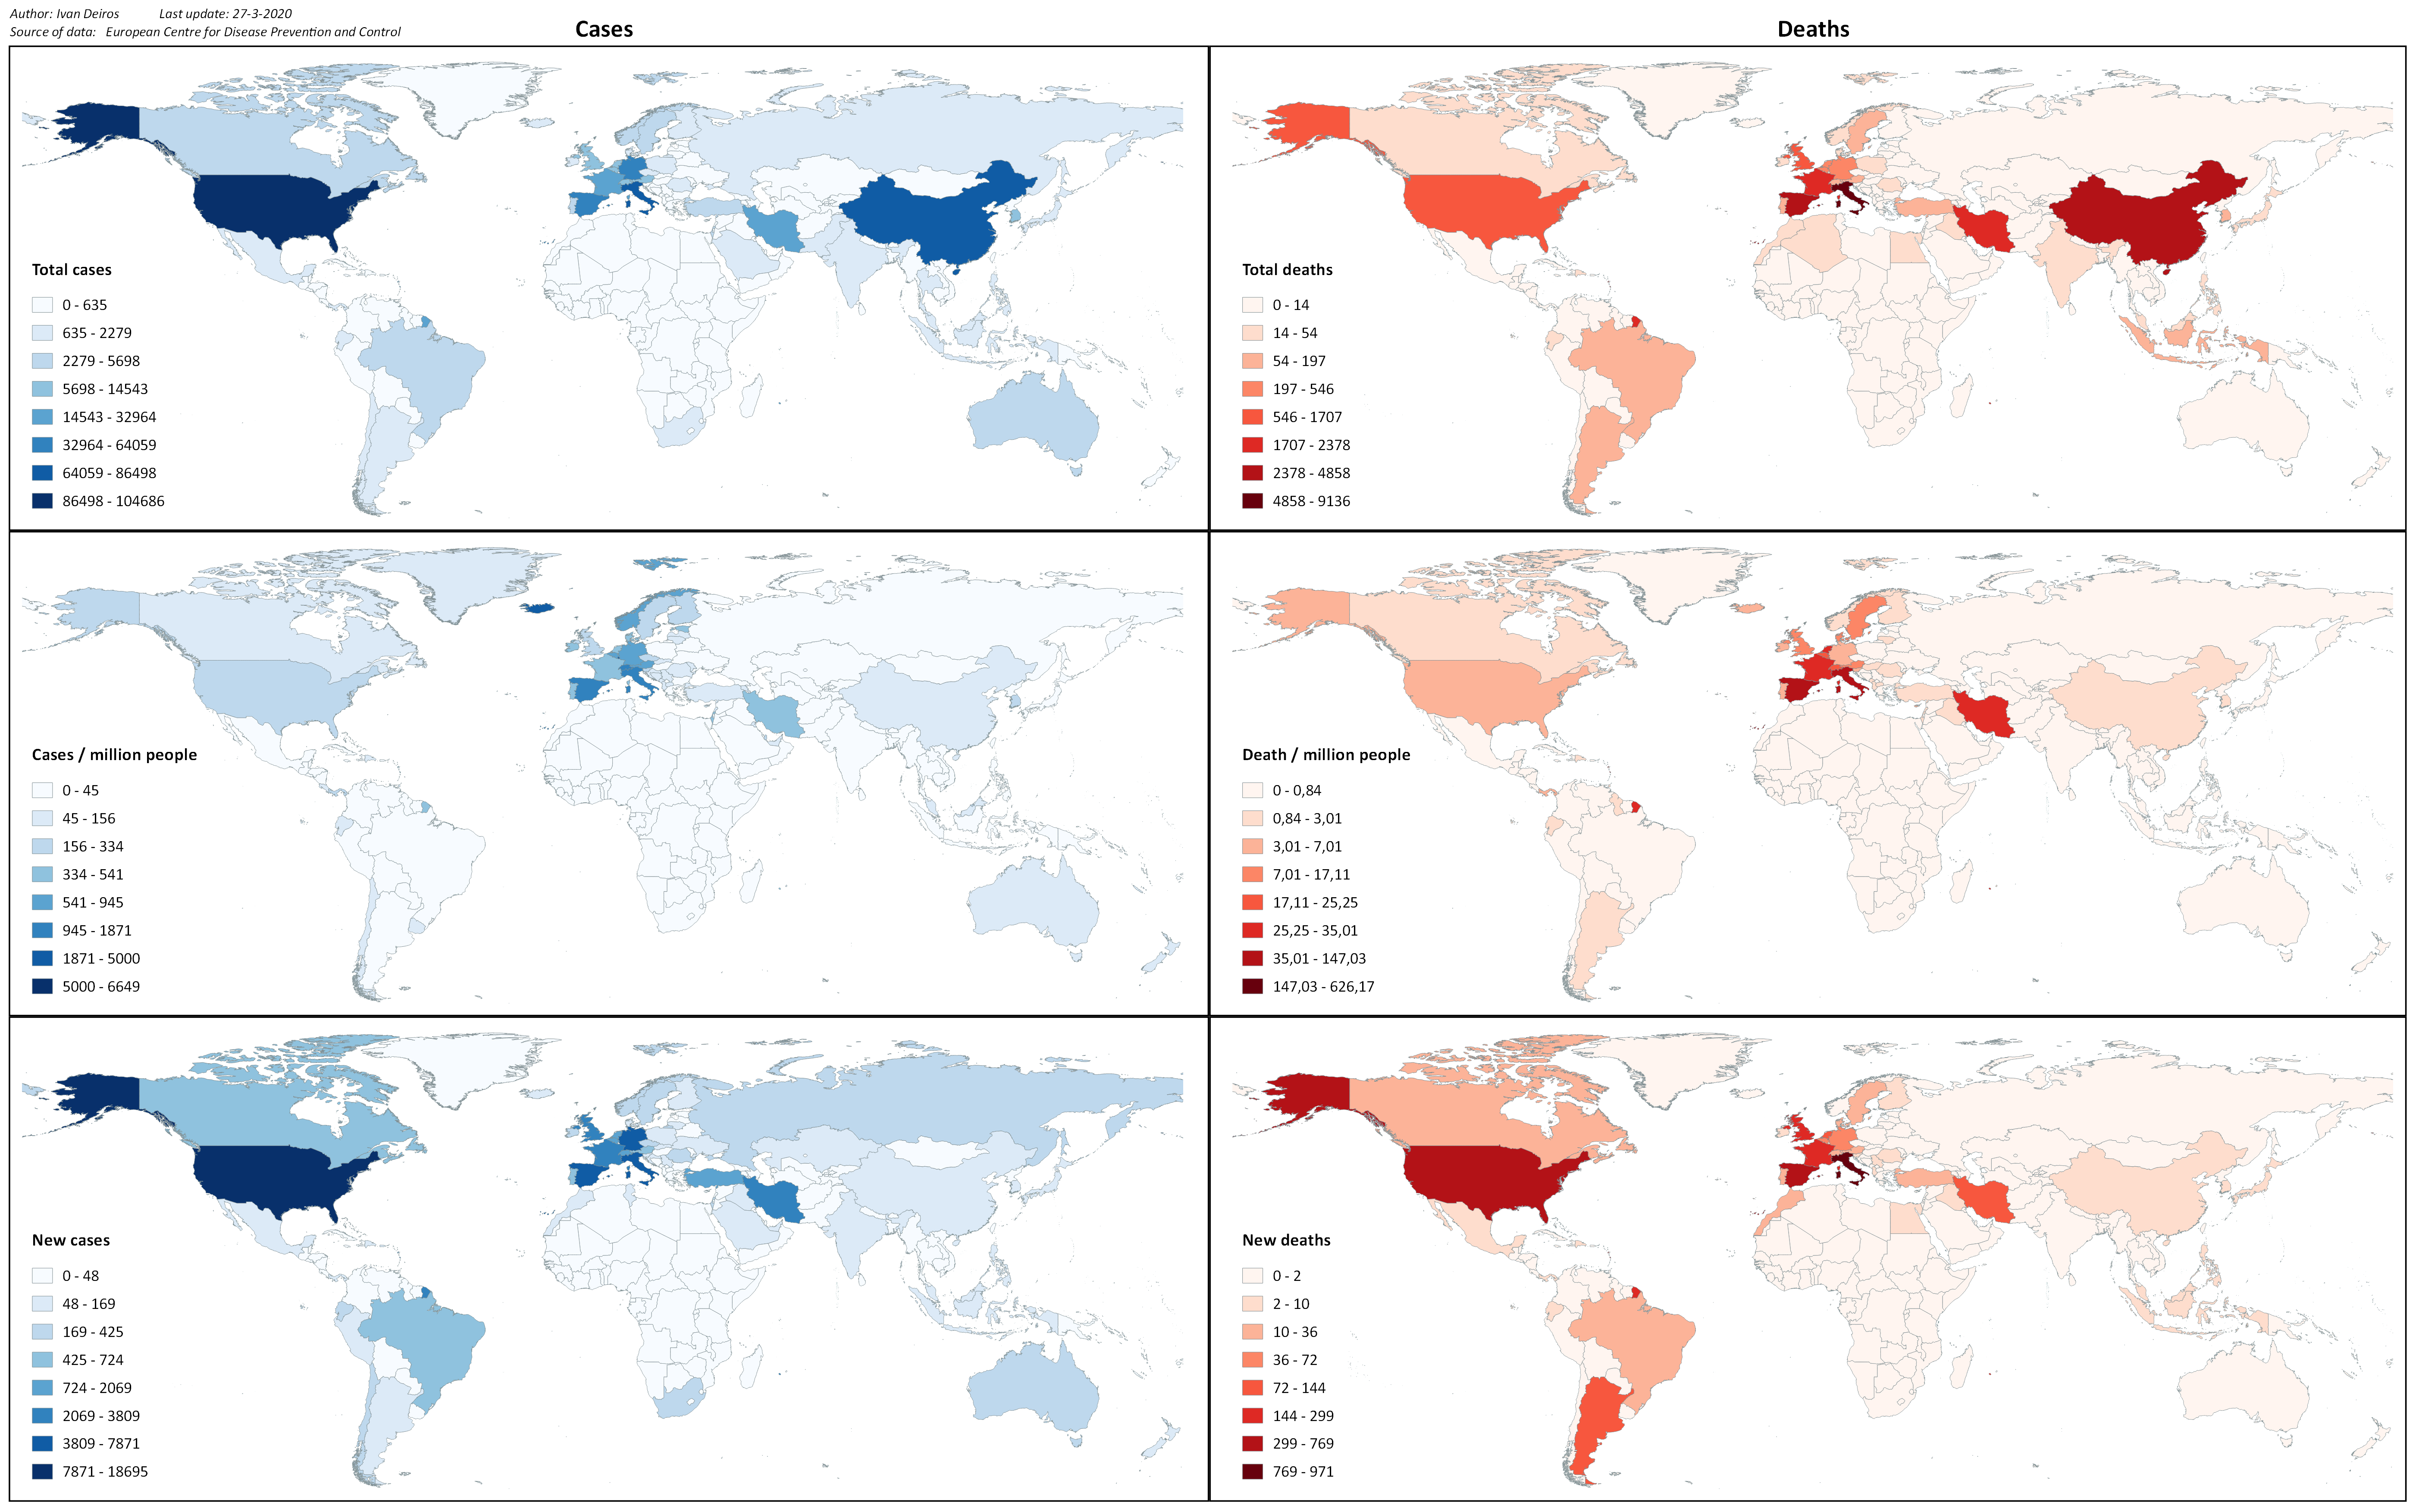 Author: Ivan Deiros Last update: 27-3-2020
Source of data: European Centre for Disease Prevention and Control
Cases
Deaths
Total cases
0 - 635
635 - 2279
2279 - 5698
5698 - 14543
14543 - 32964
32964 - 64059
64059 - 86498
86498 - 104686
Total deaths
0 - 14
14 - 54
54 - 197
197 - 546
546 - 1707
1707 - 2378
2378 - 4858
4858 - 9136
Cases / million people
0 - 45
45 - 156
156 - 334
334 - 541
541 - 945
945 - 1871
1871 - 5000
5000 - 6649
Death / million people
0 - 0,84
0,84 - 3,01
3,01 - 7,01
7,01 - 17,11
17,11 - 25,25
25,25 - 35,01
35,01 - 147,03
147,03 - 626,17
New cases
0 - 48
48 - 169
169 - 425
425 - 724
724 - 2069
2069 - 3809
3809 - 7871
7871 - 18695
New deaths
0 - 2
2 - 10
10 - 36
36 - 72
72 - 144
144 - 299
299 - 769
769 - 971